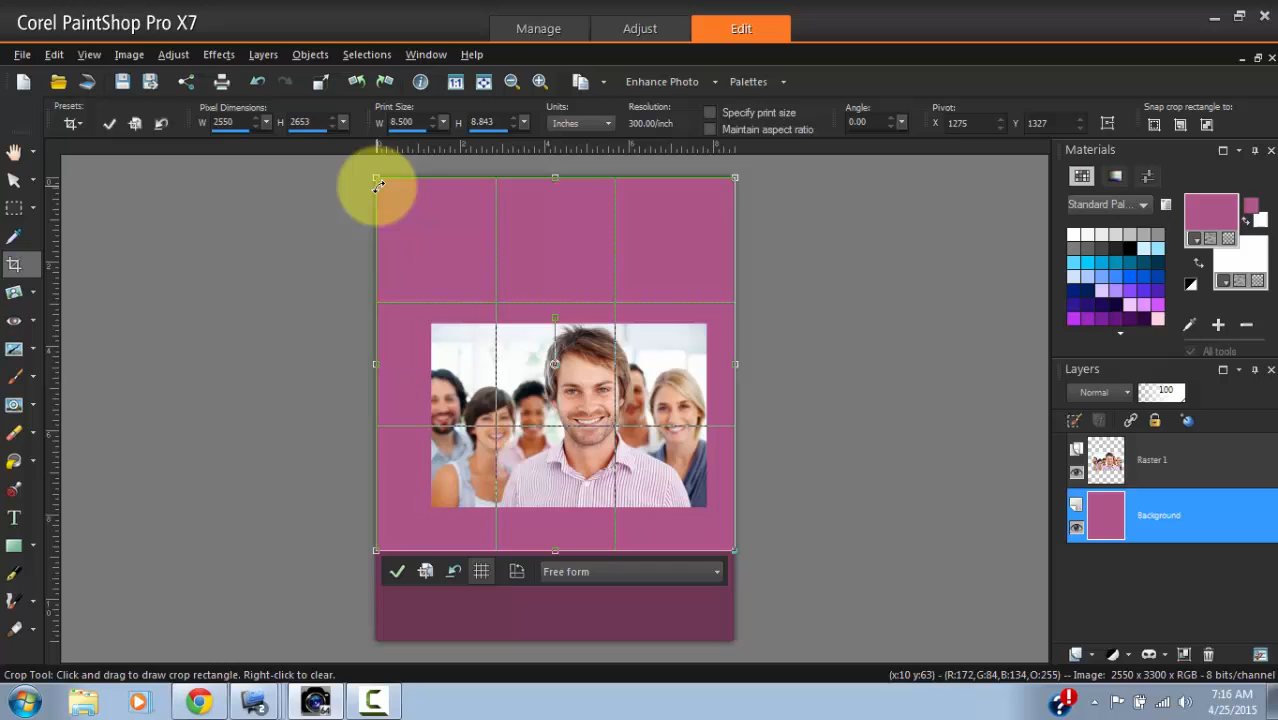 Corel PaintShop Pro X7
Manage Adjust Edit
File Edit View Image Adjust Effects Layers Objects Selections Window Help
Enhance Photo Palettes
Presets: Pixel Dimensions: Print Size: Units: Resolution: Specify print size Angle: Pivot: Snap crop rectangle to:
W 2550 H 2653 W 8.500 H 8.843 Inches 300.00/inch Maintain aspect ratio 0.00 X 1275 Y 1327
Materials
Standard Pal...
All tools
Layers
Normal 100
Raster 1
Background
Free form
Crop Tool: Click and drag to draw crop rectangle. Right-click to clear.
(x:10 y:63) - (R:172,G:84,B:134,O:255) -- Image: 2550 x 3300 x RGB - 8 bits/channel
7:16 AM
4/25/2015